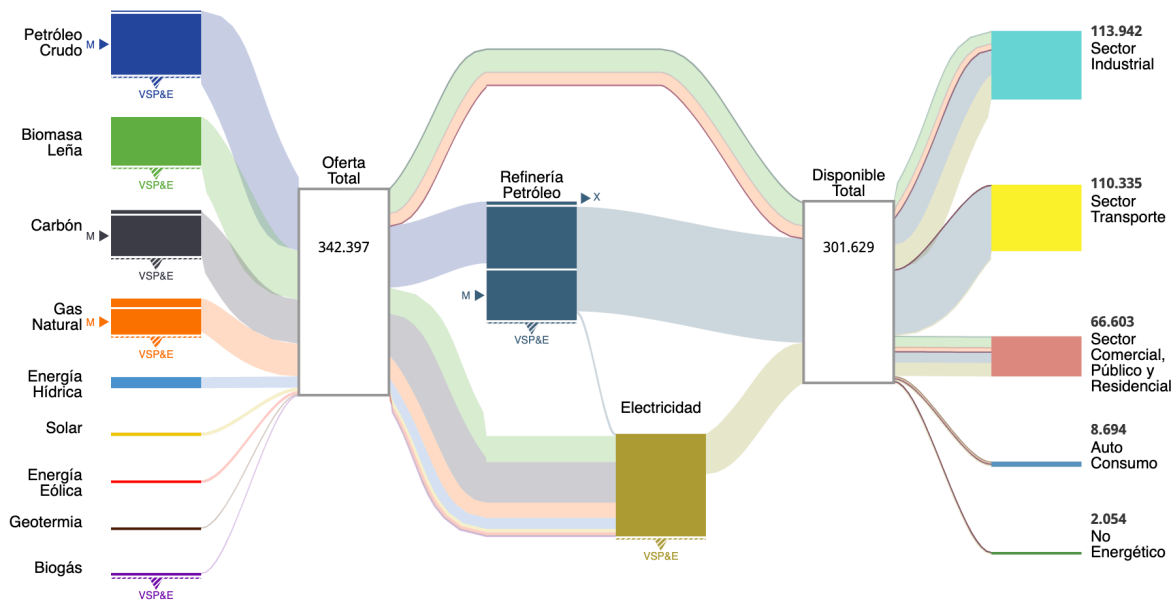 Petróleo
Crudo
M
VSP&E
Biomasa
Leña
VSP&E
Carbón
M
VSP&E
Gas
Natural
M
VSP&E
Energía
Hídrica
Solar
Energía
Eólica
Geotermia
Biogás
VSP&E
Oferta
Total
342.397
Refinería
Petróleo
X
M
VSP&E
Electricidad
VSP&E
Disponible
Total
301.629
113.942
Sector
Industrial
110.335
Sector
Transporte
66.603
Sector
Comercial,
Público y
Residencial
8.694
Auto
Consumo
2.054
No
Energético